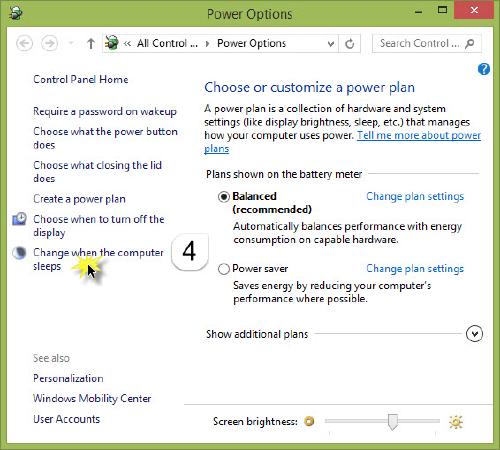 Power Options
All Control ...
Power Options
Search Control ...
Control Panel Home
Require a password on wakeup
Choose what the power button
does
Choose what closing the lid
does
Create a power plan
Choose when to turn off the
display
Change when the computer
sleeps
4
See also
Personalization
Windows Mobility Center
User Accounts
Choose or customize a power plan
A power plan is a collection of hardware and system
settings (like display brightness, sleep, etc.) that manages
how your computer uses power. Tell me more about power
plans
Plans shown on the battery meter
Balanced Change plan settings
(recommended)
Automatically balances performance with energy
consumption on capable hardware.
Power saver Change plan settings
Saves energy by reducing your computer's
performance where possible.
Show additional plans
Screen brightness: